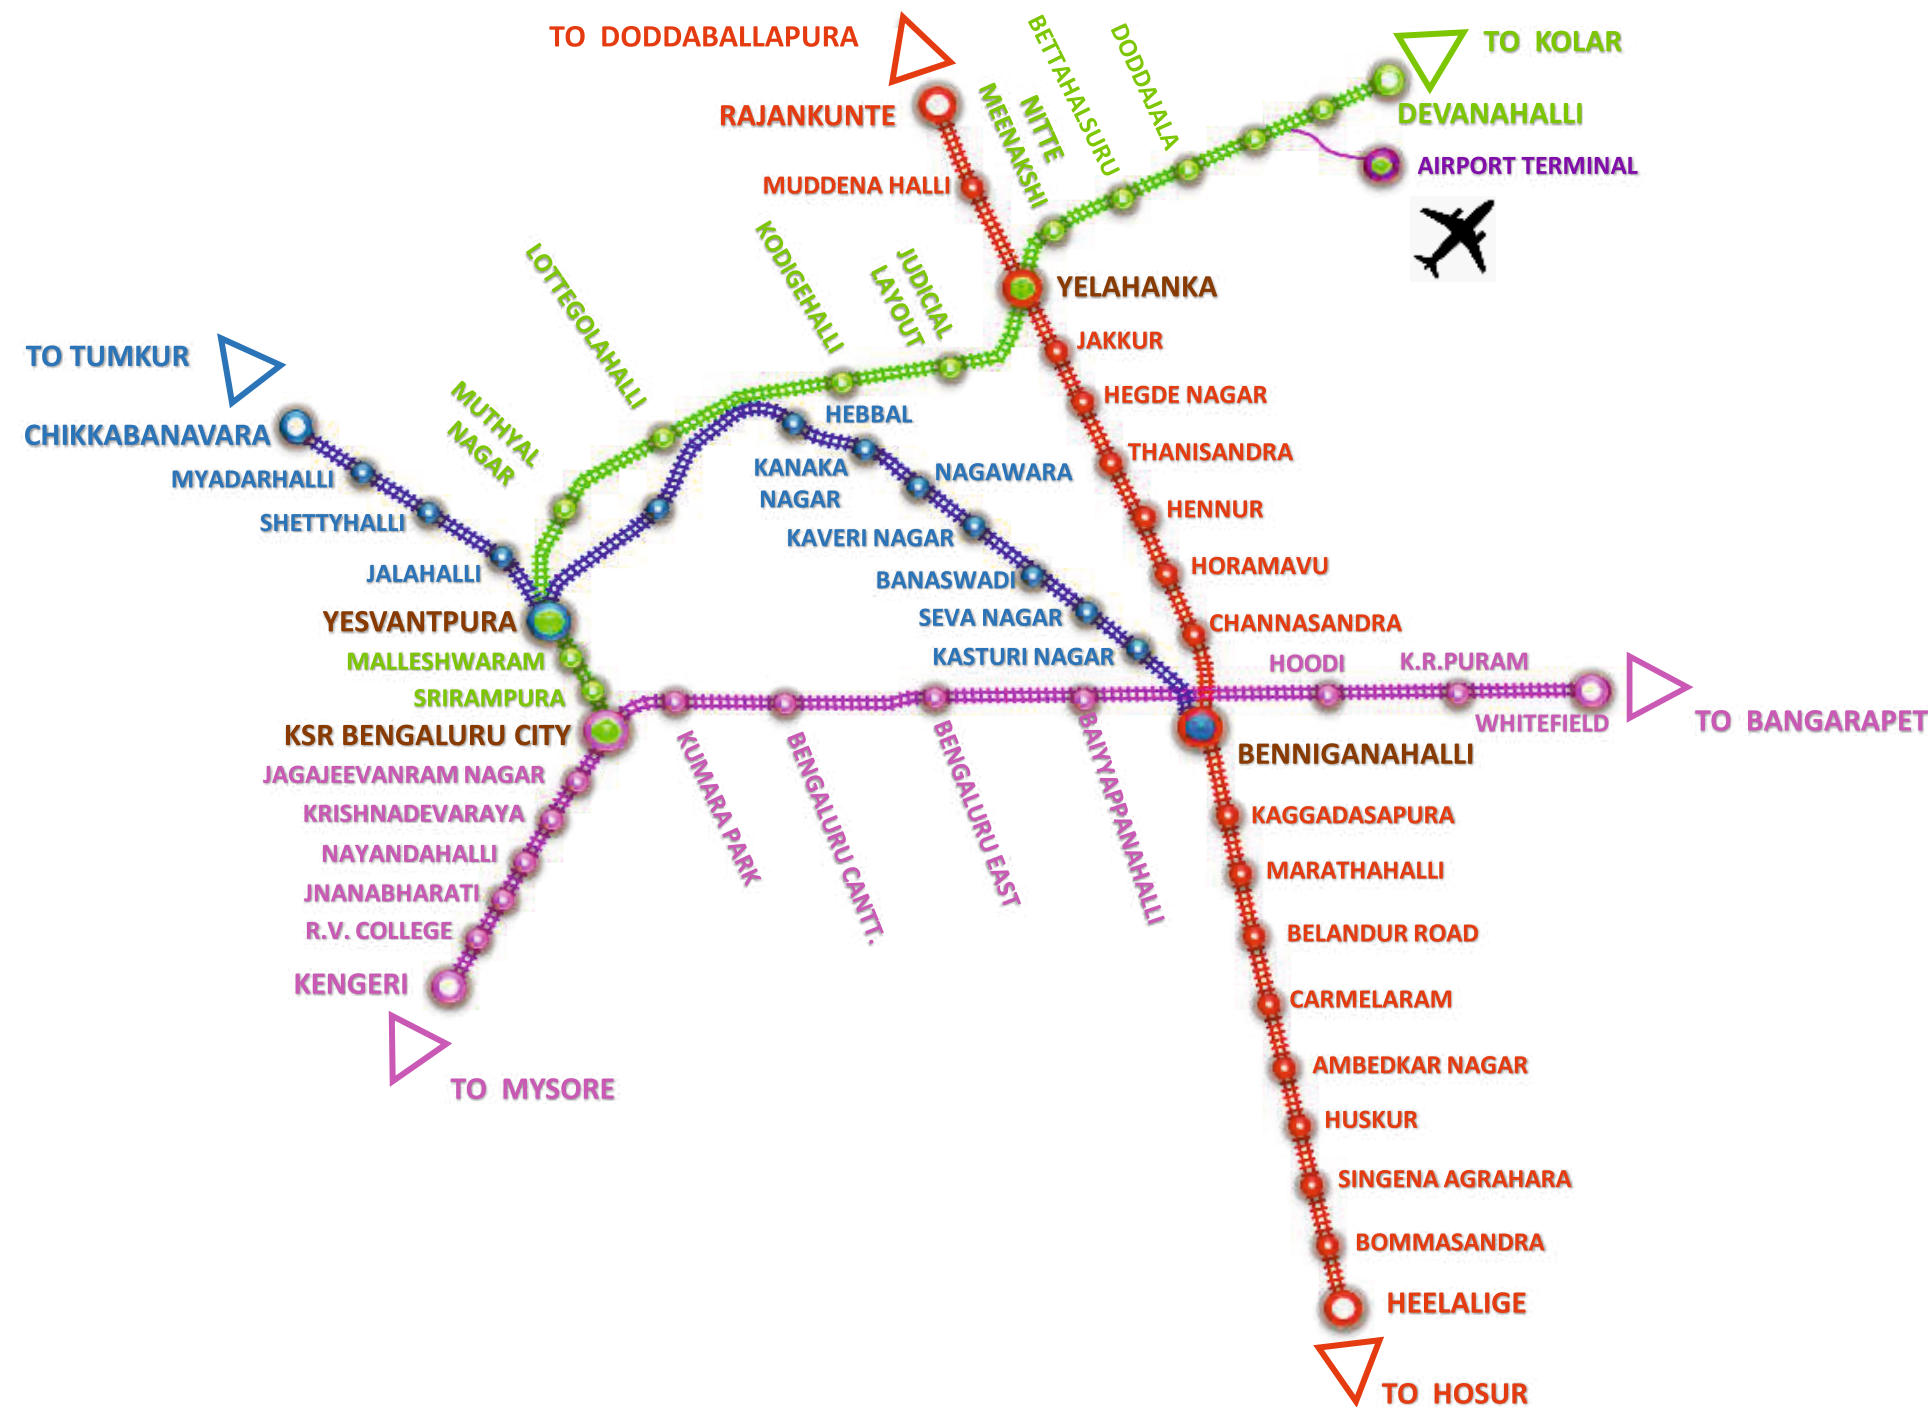 TO DODDABALLAPURA
RAJANKUNTE
MUDDENA HALLI
NITTE
MEENAKSHI
BETTAHALSURU
DODDAJALA
TO KOLAR
DEVANAHALLI
AIRPORT TERMINAL
YELAHANKA
JUDICIAL
LAYOUT
KODIGEHALLI
LOTTEGOLAHALLI
MUTHYAL
NAGAR
TO TUMKUR
CHIKKABANAVARA
MYADARHALLI
SHETTYHALLI
JALAHALLI
YESVANTPURA
MALLESHWARAM
SRIRAMPURA
KSR BENGALURU CITY
JAGAJEEVANRAM NAGAR
KRISHNADEVARAYA
NAYANDAHALLI
JNANABHARATI
R.V. COLLEGE
KENGERI
TO MYSORE
HEBBAL
KANAKA
NAGAR
NAGAWARA
KAVERI NAGAR
BANASWADI
SEVA NAGAR
KASTURI NAGAR
KUMARA PARK
BENGALURU CANTT.
BENGALURU EAST
BAIYYAPPANAHALLI
JAKKUR
HEGDE NAGAR
THANISANDRA
HENNUR
HORAMAVU
CHANNASANDRA
HOODI
K.R.PURAM
WHITEFIELD
TO BANGARAPET
BENNIGANAHALLI
KAGGADASAPURA
MARATHAHALLI
BELANDUR ROAD
CARMELARAM
AMBEDKAR NAGAR
HUSKUR
SINGENA AGRAHARA
BOMMASANDRA
HEELALIGE
TO HOSUR